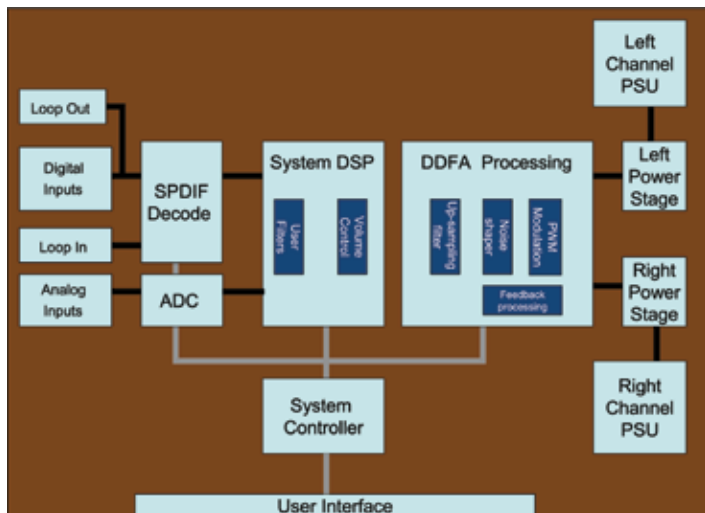 Left
Channel
PSU
Loop Out
Digital
Inputs
SPDIF
Decode
System DSP
User
Filters
Volume
Control
DDFA Processing
Up-sampling
filter
Noise
shaper
PWM
Modulation
Feedback
processing
Left
Power
Stage
Loop In
Analog
Inputs
ADC
Right
Power
Stage
System
Controller
Right
Channel
PSU
User Interface